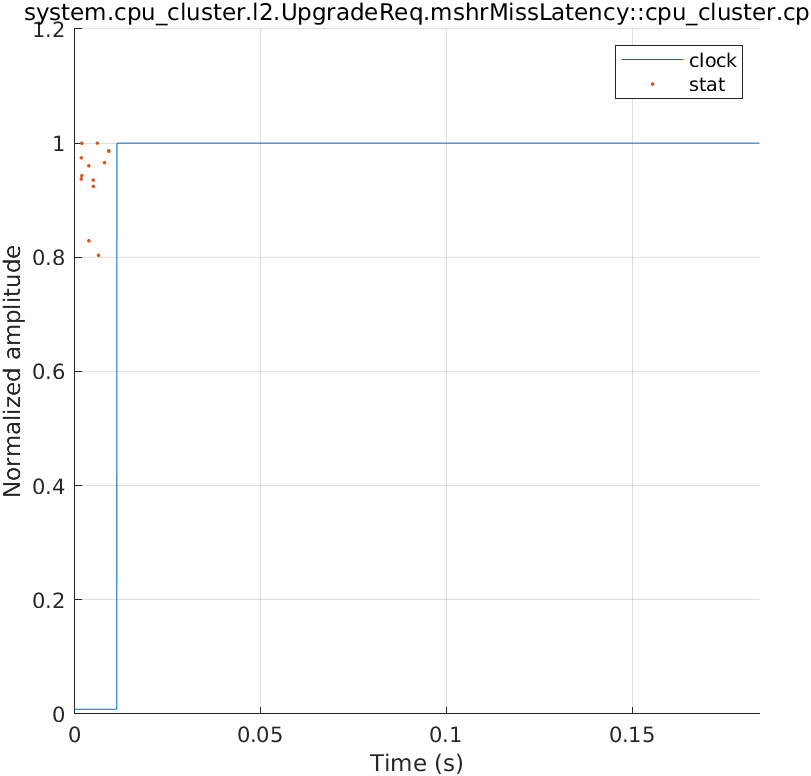 system.cpu_cluster.l2.UpgradeReq.mshrMissLatency::cpu_cluster.cp
1.2
clock
stat
1
0.8
Normalized amplitude
0.6
0.4
0.2
0
0
0.05
0.1
0.15
Time (s)